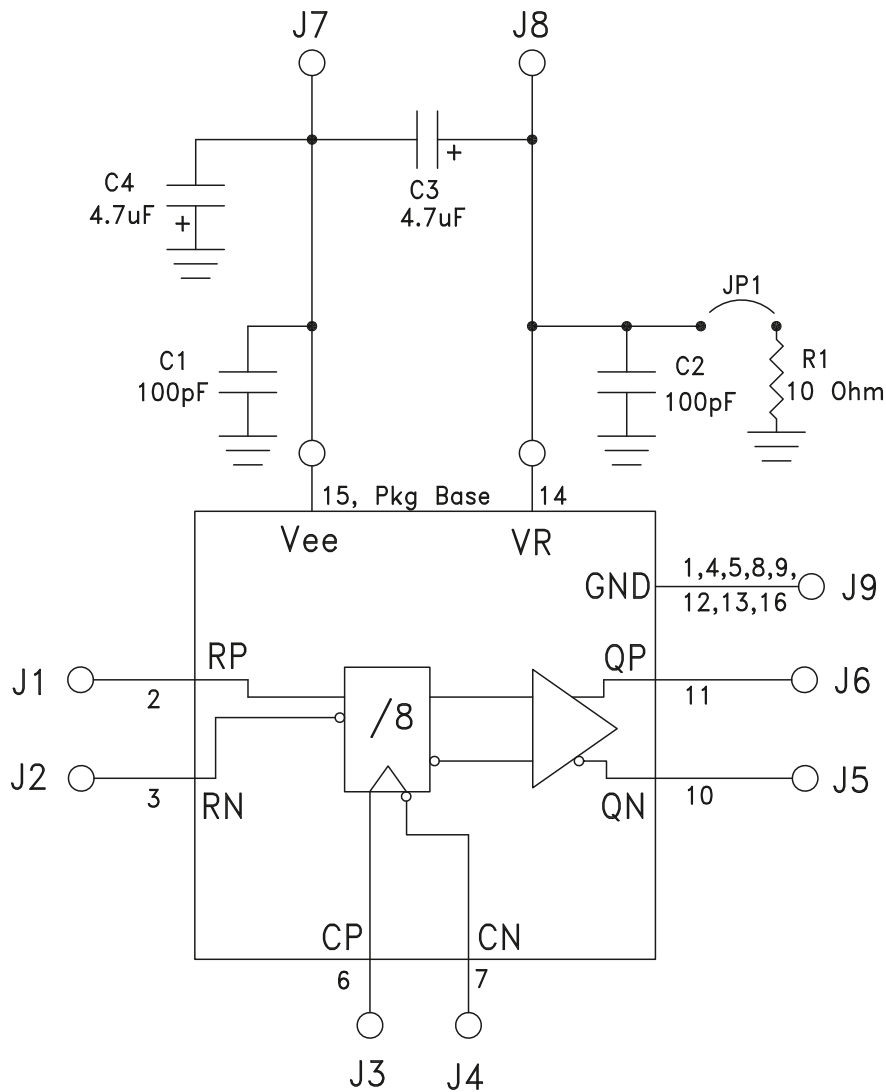 J7
J8
C4
4.7uF
+
C3
4.7uF
+
JP1
C1
100pF
C2
100pF
R1
10 Ohm
15, Pkg Base
14
Vee
VR
GND
1,4,5,8,9,
12,13,16
J9
J1
2
RP
QP
11
J6
/8
J2
3
RN
QN
10
J5
CP
CN
6
7
J3
J4